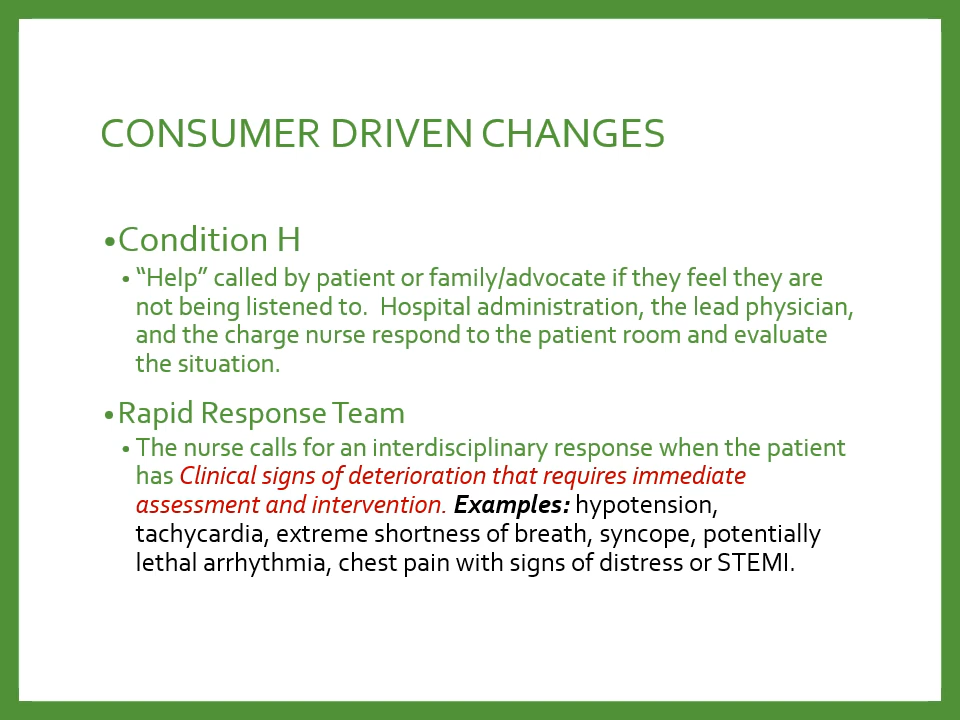 CONSUMER DRIVEN CHANGES
•Condition H
• “Help” called by patient or family/advocate if they feel they are
not being listened to.  Hospital administration, the lead physician,
and the charge nurse respond to the patient room and evaluate
the situation.
•Rapid Response Team
• The nurse calls for an interdisciplinary response when the patient
has Clinical signs of deterioration that requires immediate
assessment and intervention. Examples: hypotension,
tachycardia, extreme shortness of breath, syncope, potentially
lethal arrhythmia, chest pain with signs of distress or STEMI.